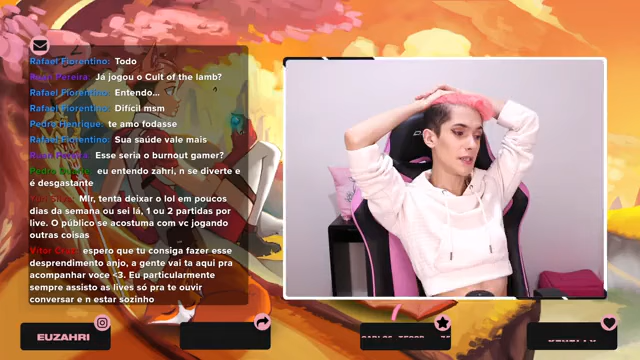 Rafael Fiorentino: Todo
Pereira: Já jogou o Cult of the lamb?
Rafael Fiorentino: Entendo...
Rafael Fiorentino: Difícil msm
Pedro Henrique: te amo fodasse
Rafael Fiorentino: Sua saúde vale mais
Pereira: Esse seria o burnout gamer?
eu entendo zahri, n se diverte e
é desgastante
Mlr, tenta deixar o lol em poucos
dias da semana ou sei lá, 1 ou 2 partidas por
live. O público se acostuma com vc jogando
outras coisas
Vitor espero que tu consiga fazer esse
desprendimento anjo, a gente vai ta aqui pra
acompanhar voce <3. Eu particularmente
sempre assisto as lives só pra te ouvir
conversar e n estar sozinho
EUZAHRI